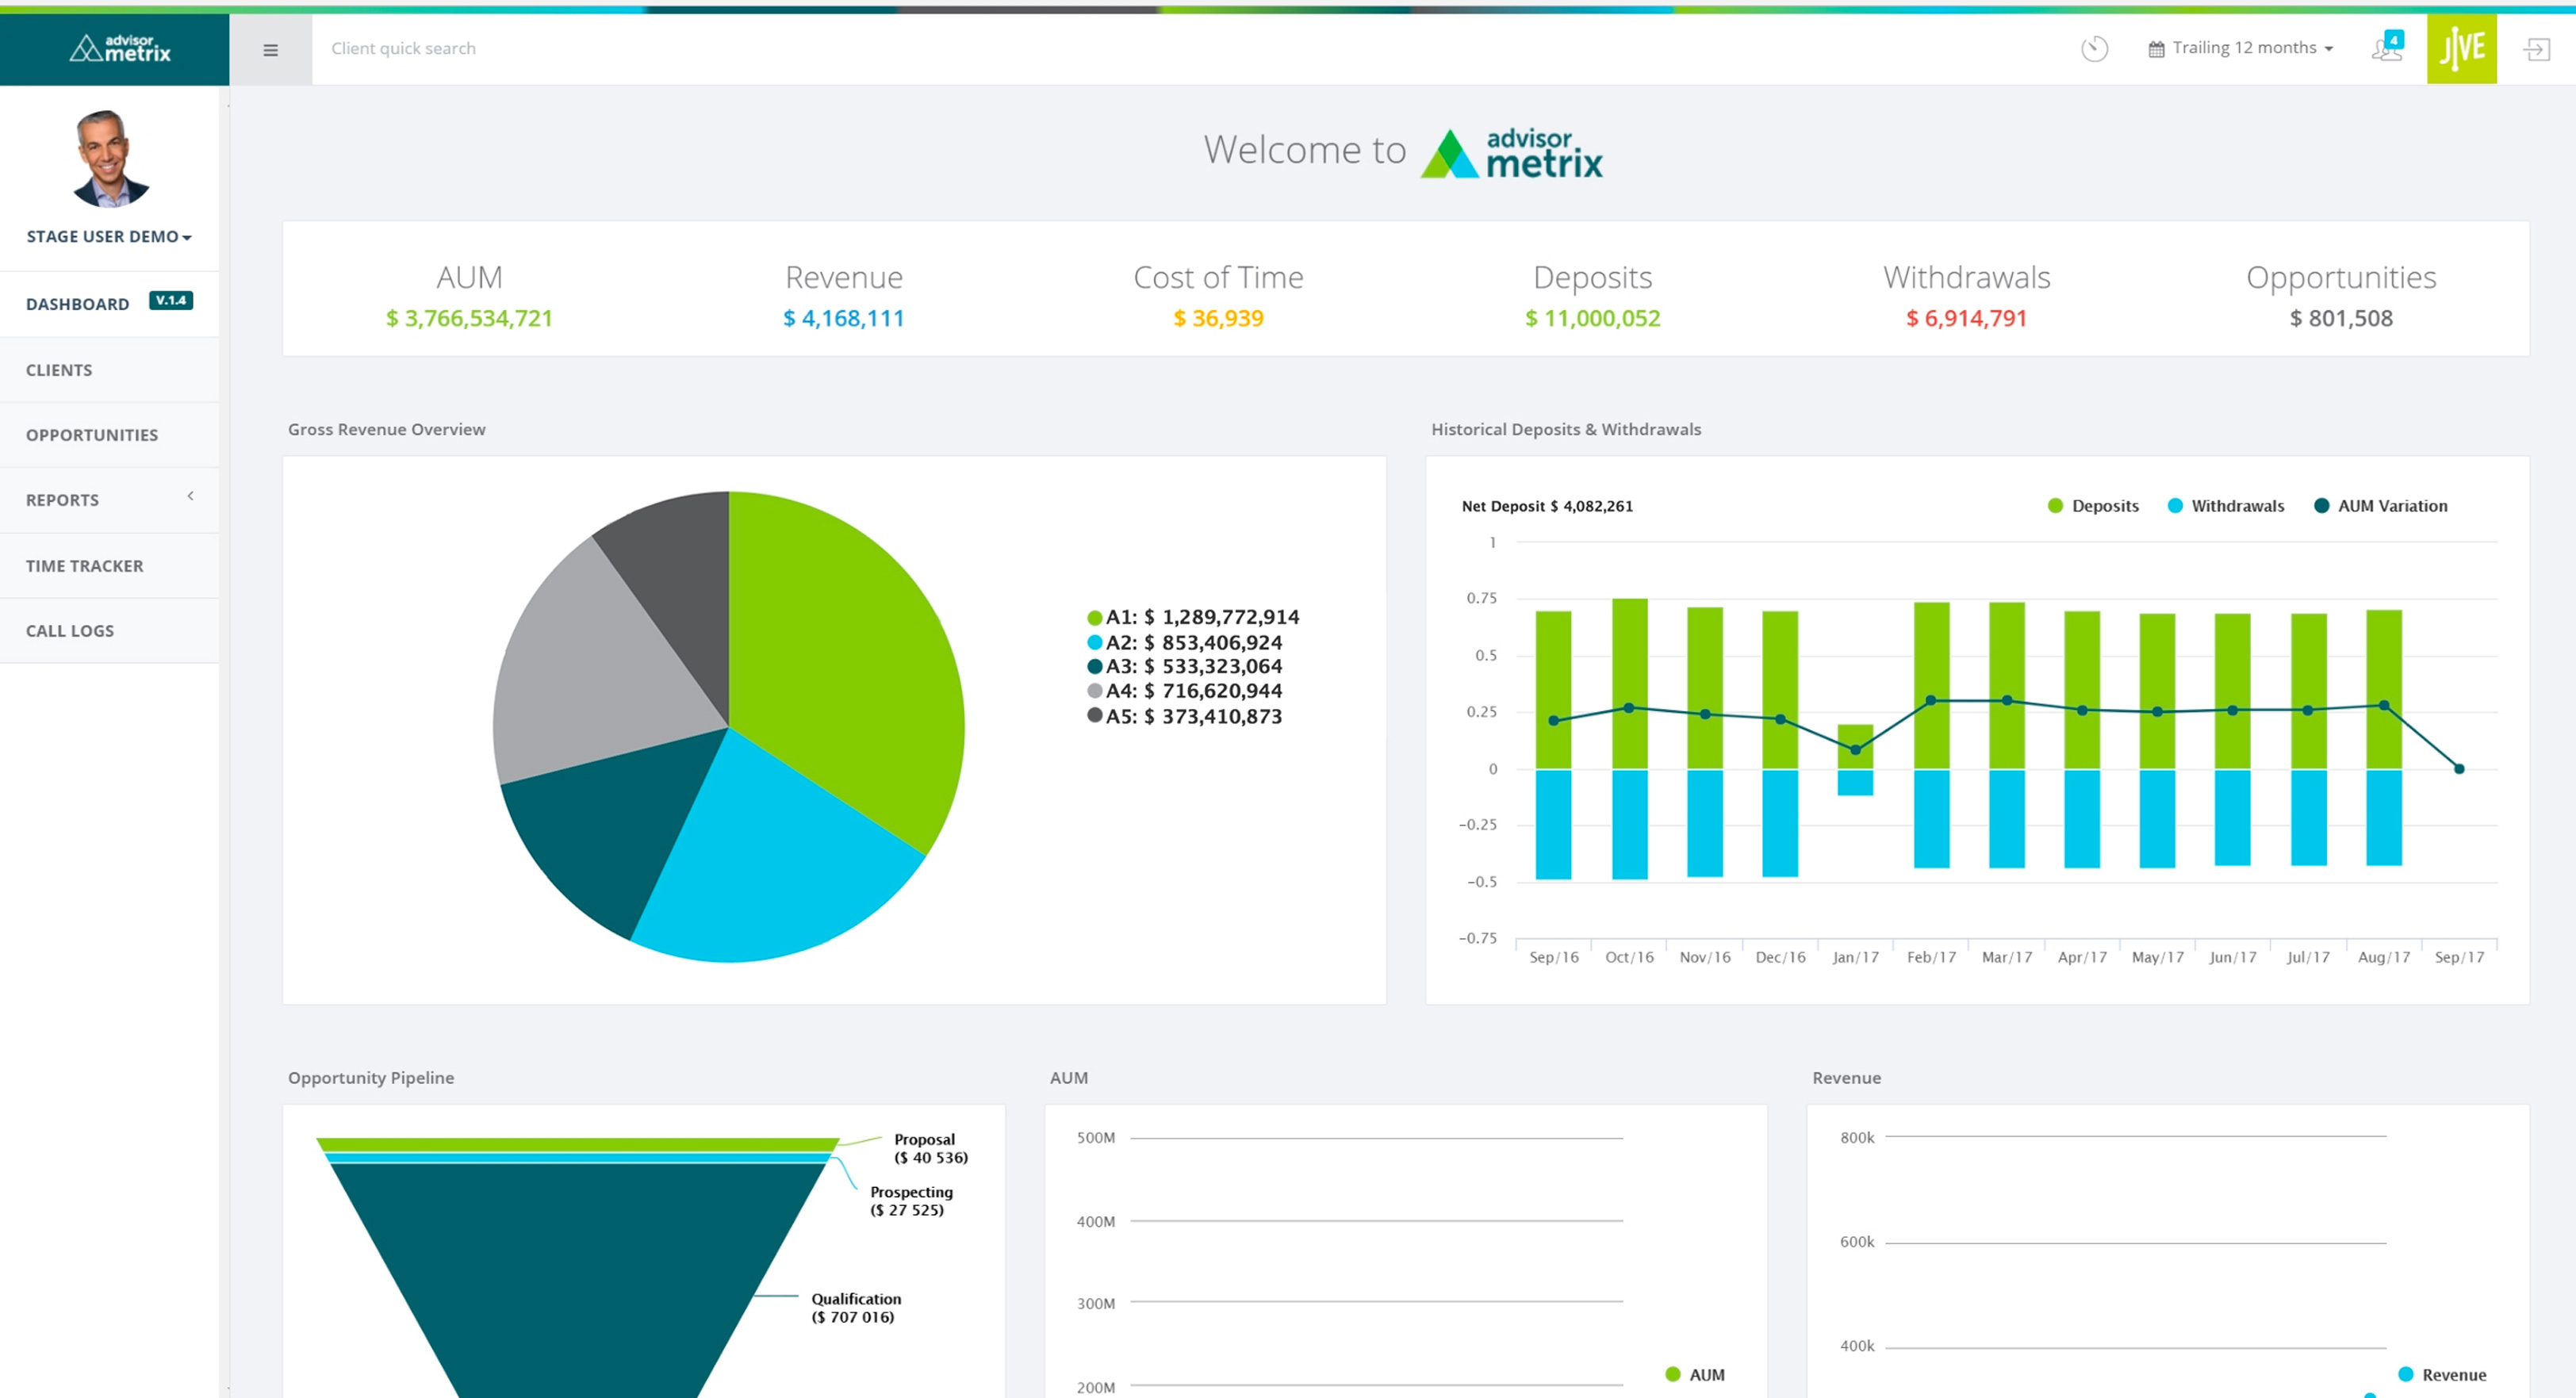 advisor
metrix
Client quick search
Trailing 12 months
4
JIVE
STAGE USER DEMO
DASHBOARD V.1.4
CLIENTS
OPPORTUNITIES
REPORTS
TIME TRACKER
CALL LOGS
Welcome to advisor metrix
AUM
$ 3,766,534,721
Revenue
$ 4,168,111
Cost of Time
$ 36,939
Deposits
$ 11,000,052
Withdrawals
$ 6,914,791
Opportunities
$ 801,508
Gross Revenue Overview
A1: $ 1,289,772,914
A2: $ 853,406,924
A3: $ 533,323,064
A4: $ 716,620,944
A5: $ 373,410,873
Historical Deposits & Withdrawals
Net Deposit $ 4,082,261
Deposits Withdrawals AUM Variation
1
0.75
0.5
0.25
0
−0.25
−0.5
−0.75
Sep/16 Oct/16 Nov/16 Dec/16 Jan/17 Feb/17 Mar/17 Apr/17 May/17 Jun/17 Jul/17 Aug/17 Sep/17
Opportunity Pipeline
Proposal
($ 40 536)
Prospecting
($ 27 525)
Qualification
($ 707 016)
AUM
500M
400M
300M
200M
AUM
Revenue
800k
600k
400k
Revenue